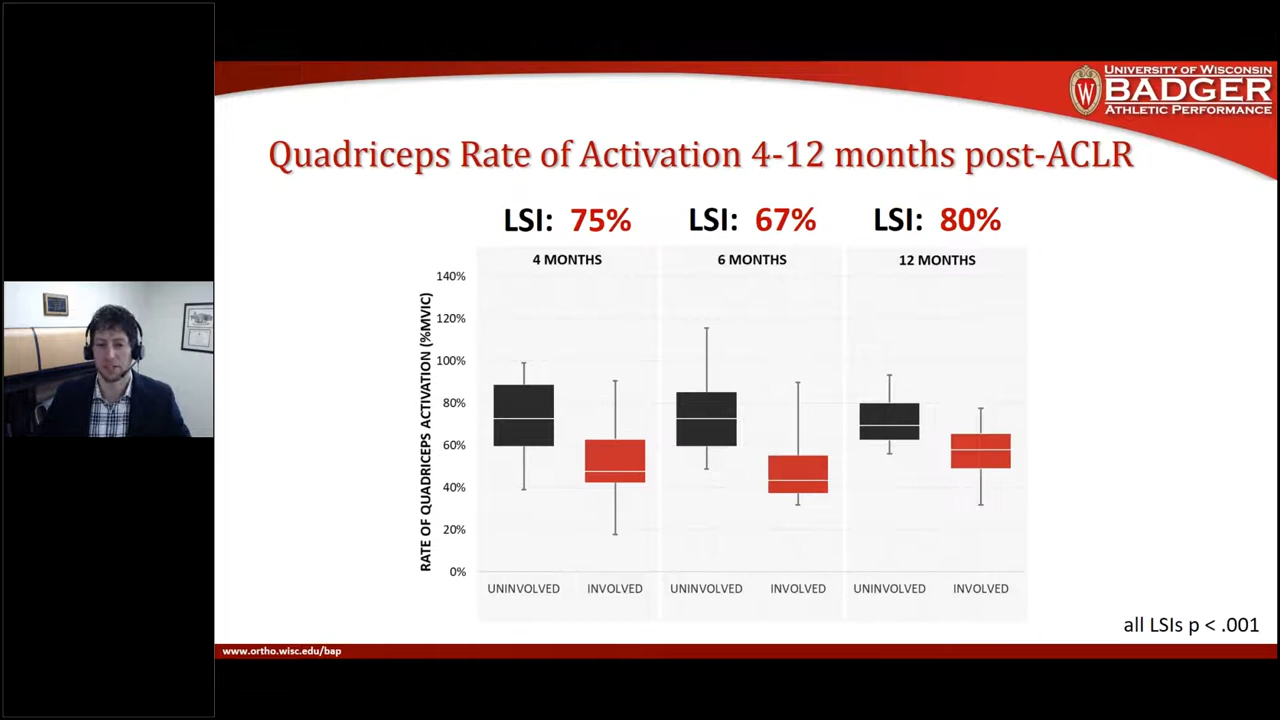 UNIVERSITY OF WISCONSIN
BADGER
ATHLETIC PERFORMANCE
W
Quadriceps Rate of Activation 4-12 months post-ACLR
LSI: 75%
LSI: 67%
LSI: 80%
4 MONTHS
6 MONTHS
12 MONTHS
RATE OF QUADRICEPS ACTIVATION (%MVIC)
140%
120%
100%
80%
60%
40%
20%
0%
UNINVOLVED
INVOLVED
UNINVOLVED
INVOLVED
UNINVOLVED
INVOLVED
all LSIs p < .001
www.ortho.wisc.edu/bap